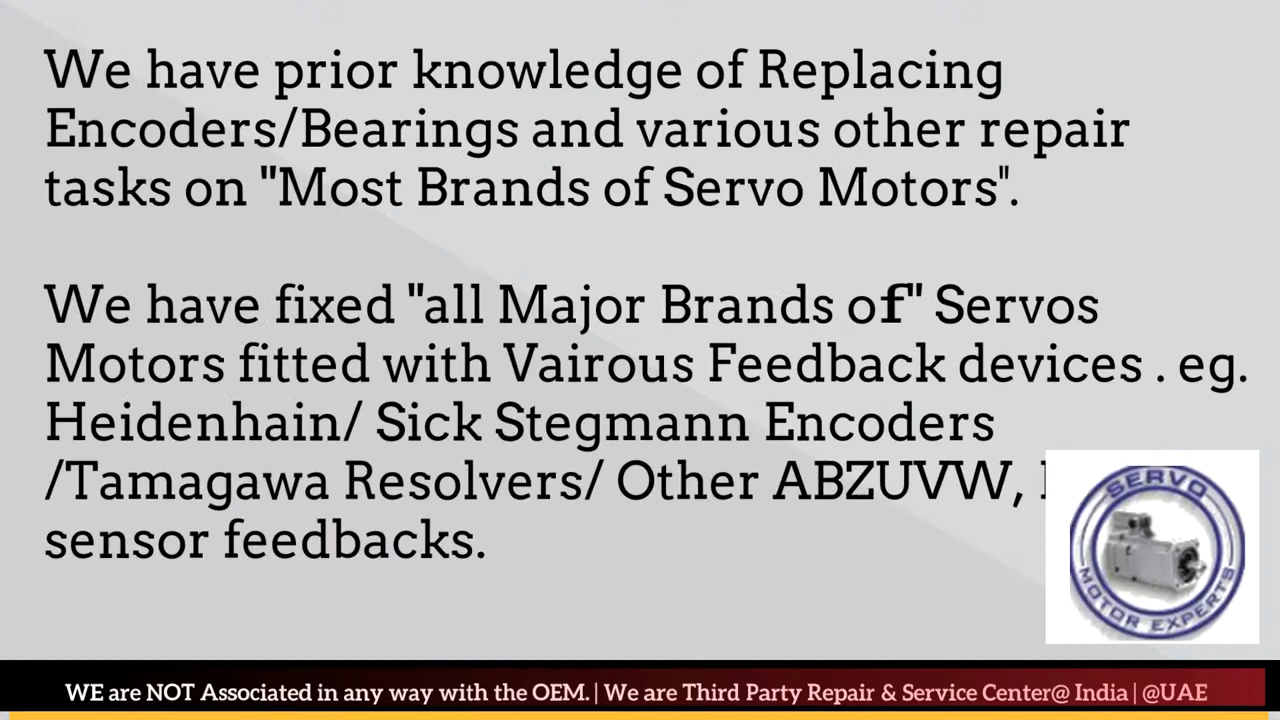 We have prior knowledge of Replacing
Encoders/Bearings and various other repair
tasks on "Most Brands of Servo Motors".
We have fixed "all Major Brands of" Servos
Motors fitted with Vairous Feedback devices . eg.
Heidenhain/ Sick Stegmann Encoders
/Tamagawa Resolvers/ Other ABZUVW,
sensor feedbacks.
SERVO
MOTOR EXPERTS
WE are NOT Associated in any way with the OEM. | We are Third Party Repair & Service Center@ India | @UAE